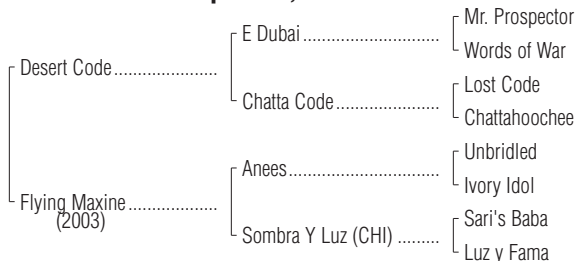 Mr. Prospector
E Dubai
Words of War
Desert Code
Lost Code
Chatta Code
Chattahoochee
Unbridled
Anees
Ivory Idol
Flying Maxine
(2003)
Sari's Baba
Sombra Y Luz (CHI)
Luz y Fama